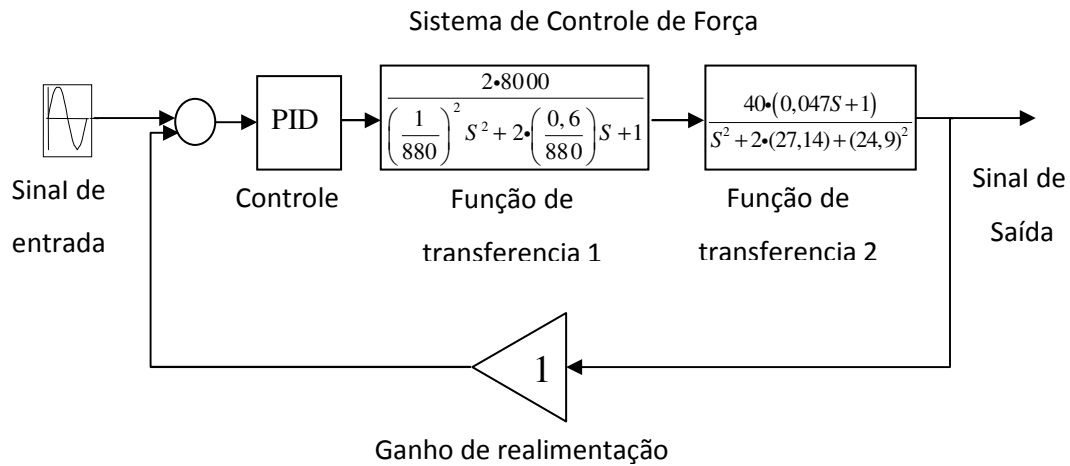 Sistema de Controle de Força
PID
2•8000
(1/880)² S² + 2•(0,6/880)S+1
40•(0,047S+1)
S² + 2•(27,14)+(24,9)²
Sinal de
entrada
Controle
Função de
transferencia 1
Função de
transferencia 2
Sinal de
Saída
1
Ganho de realimentação